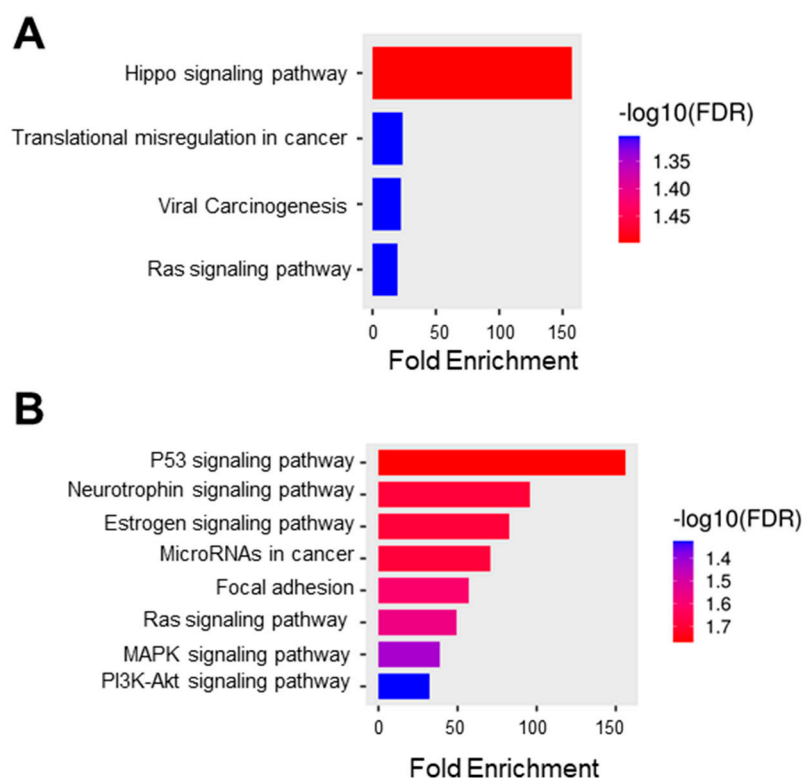 A
Hippo signaling pathway
Translational misregulation in cancer
Viral Carcinogenesis
Ras signaling pathway
0 50 100 150
Fold Enrichment
-log10(FDR)
1.35
1.40
1.45
B
P53 signaling pathway
Neurotrophin signaling pathway
Estrogen signaling pathway
MicroRNAs in cancer
Focal adhesion
Ras signaling pathway
MAPK signaling pathway
PI3K-Akt signaling pathway
0 50 100 150
Fold Enrichment
-log10(FDR)
1.4
1.5
1.6
1.7